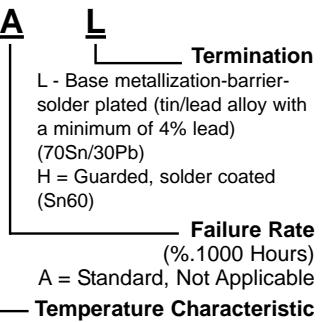 A L
Termination
L - Base metallization-barrier-
solder plated (tin/lead alloy with
a minimum of 4% lead)
(70Sn/30Pb)
H = Guarded, solder coated
(Sn60)
Failure Rate
(%.1000 Hours)
A = Standard, Not Applicable
Temperature Characteristic